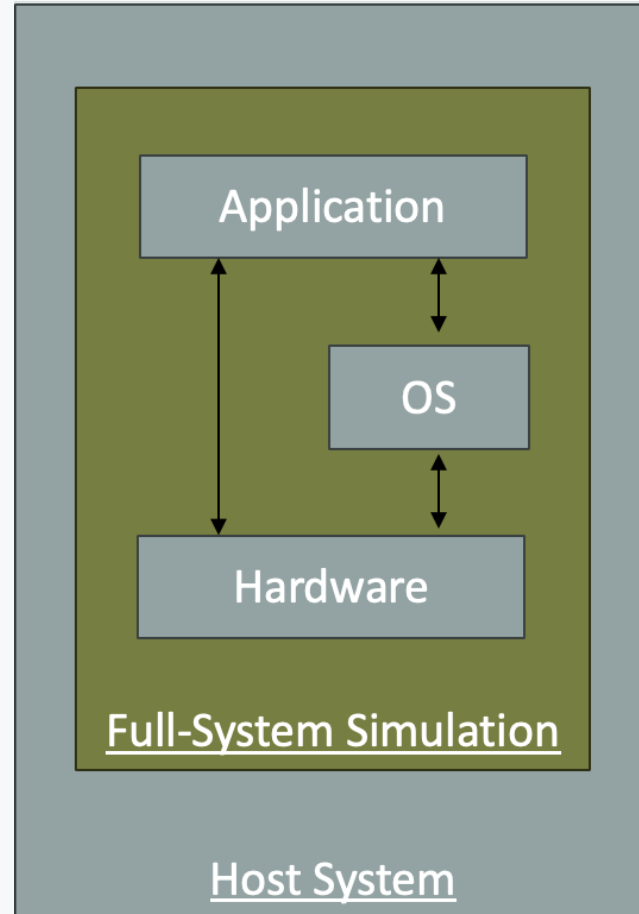 Application
OS
Hardware
Full-System Simulation
Host System